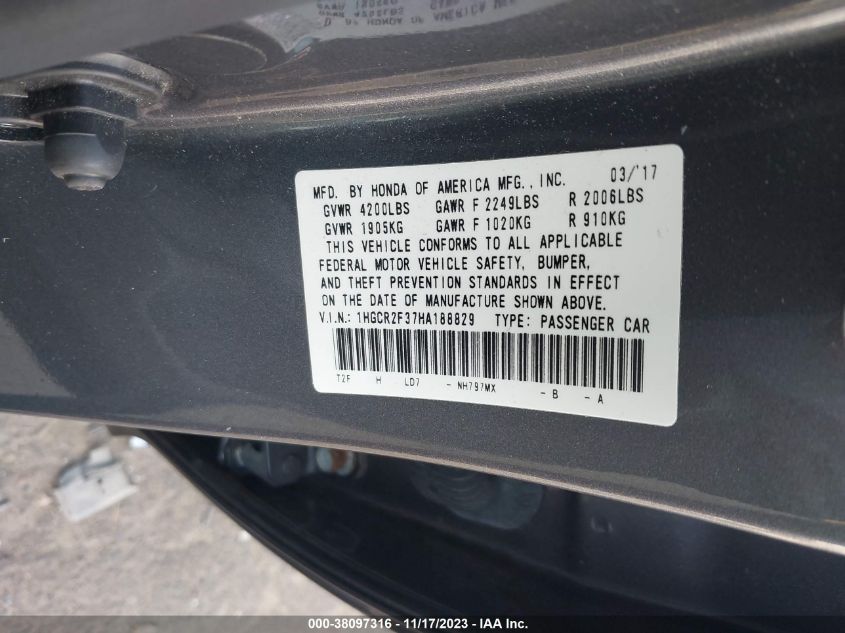 MFD. BY HONDA OF AMERICA MFG., INC. 03/'17
GVWR 4200LBS GAWR F 2249LBS R 2006LBS
GVWR 1905KG GAWR F 1020KG R 910KG
THIS VEHICLE CONFORMS TO ALL APPLICABLE
FEDERAL MOTOR VEHICLE SAFETY, BUMPER,
AND THEFT PREVENTION STANDARDS IN EFFECT
ON THE DATE OF MANUFACTURE SHOWN ABOVE.
V.I.N.: 1HGCR2F37HA188829 TYPE: PASSENGER CAR
T2F H LD7 - NH797MX - B - A
000-38097316 - 11/17/2023 - IAA Inc.